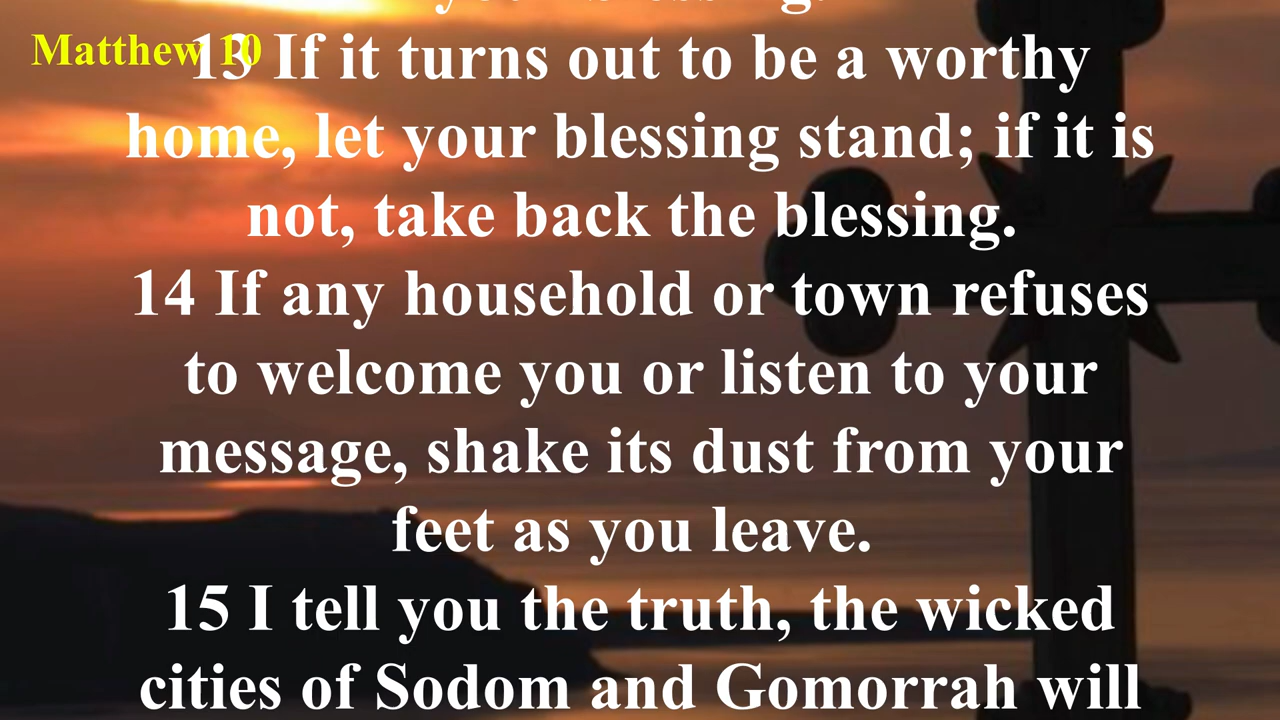 your blessing.
Matthew 10
13 If it turns out to be a worthy
home, let your blessing stand; if it is
not, take back the blessing.
14 If any household or town refuses
to welcome you or listen to your
message, shake its dust from your
feet as you leave.
15 I tell you the truth, the wicked
cities of Sodom and Gomorrah will